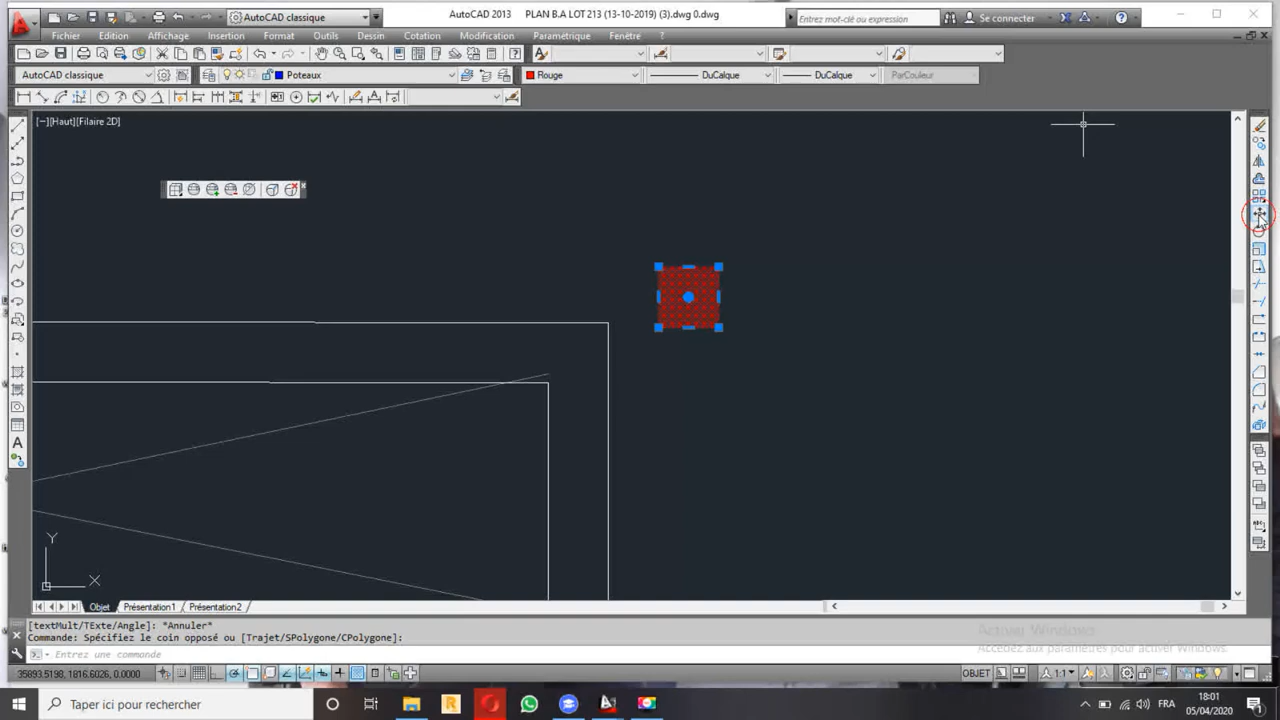 AutoCAD classique
AutoCAD 2013 PLAN B.A LOT 213 (13-10-2019) (3).dwg 0.dwg
Entrez mot-clé ou expression
Se connecter
Fichier Edition Affichage Insertion Format Outils Dessin Cotation Modification Paramétrique Fenêtre ?
AutoCAD classique
Poteaux
Rouge
DuCalque
DuCalque
ParCouleur
[−][Haut][Filaire 2D]
Y
X
Objet Présentation1 Présentation2
[textMult/TExte/Angle]: *Annuler*
Commande: Spécifiez le coin opposé ou [Trajet/SPolygone/CPolygone]:
Entrez une commande
Activer Windows
Accédez aux paramètres pour activer Windows.
35893.5198, 1816.6026, 0.0000
OBJET
1:1
Taper ici pour rechercher
FRA
18:01
05/04/2020